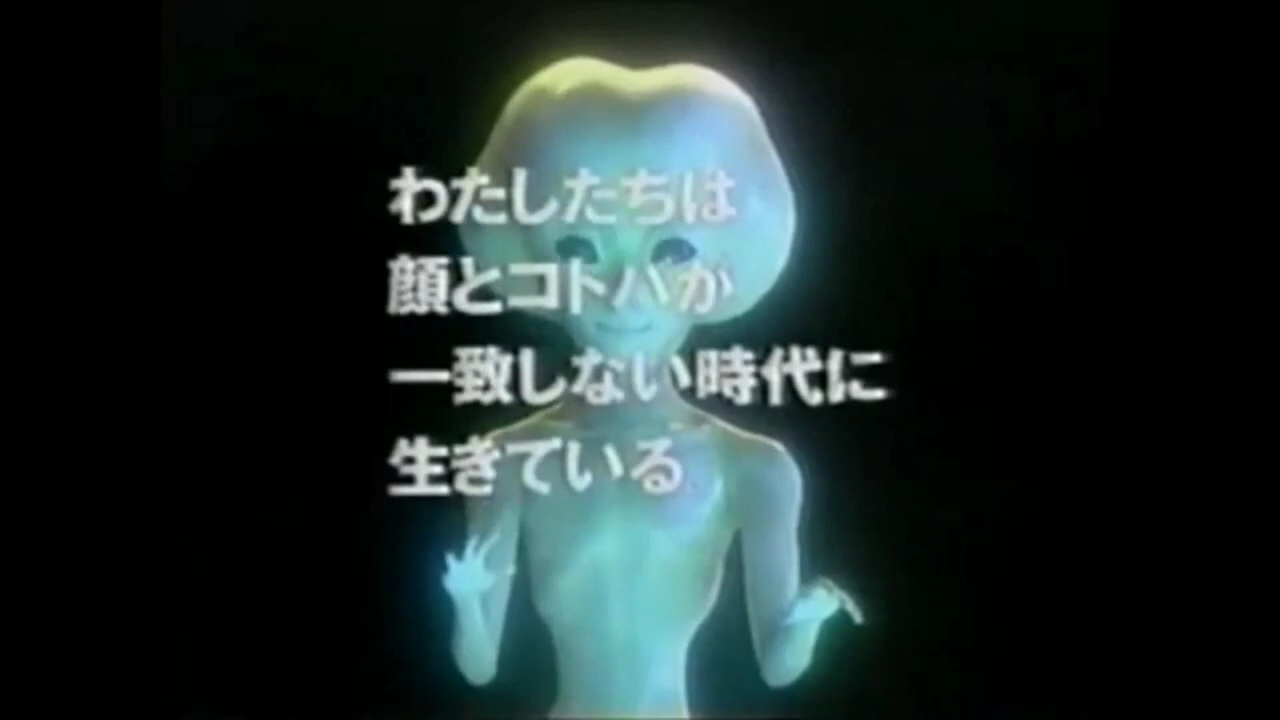 わたしたちは
顔とコトバが
一致しない時代に
生きている